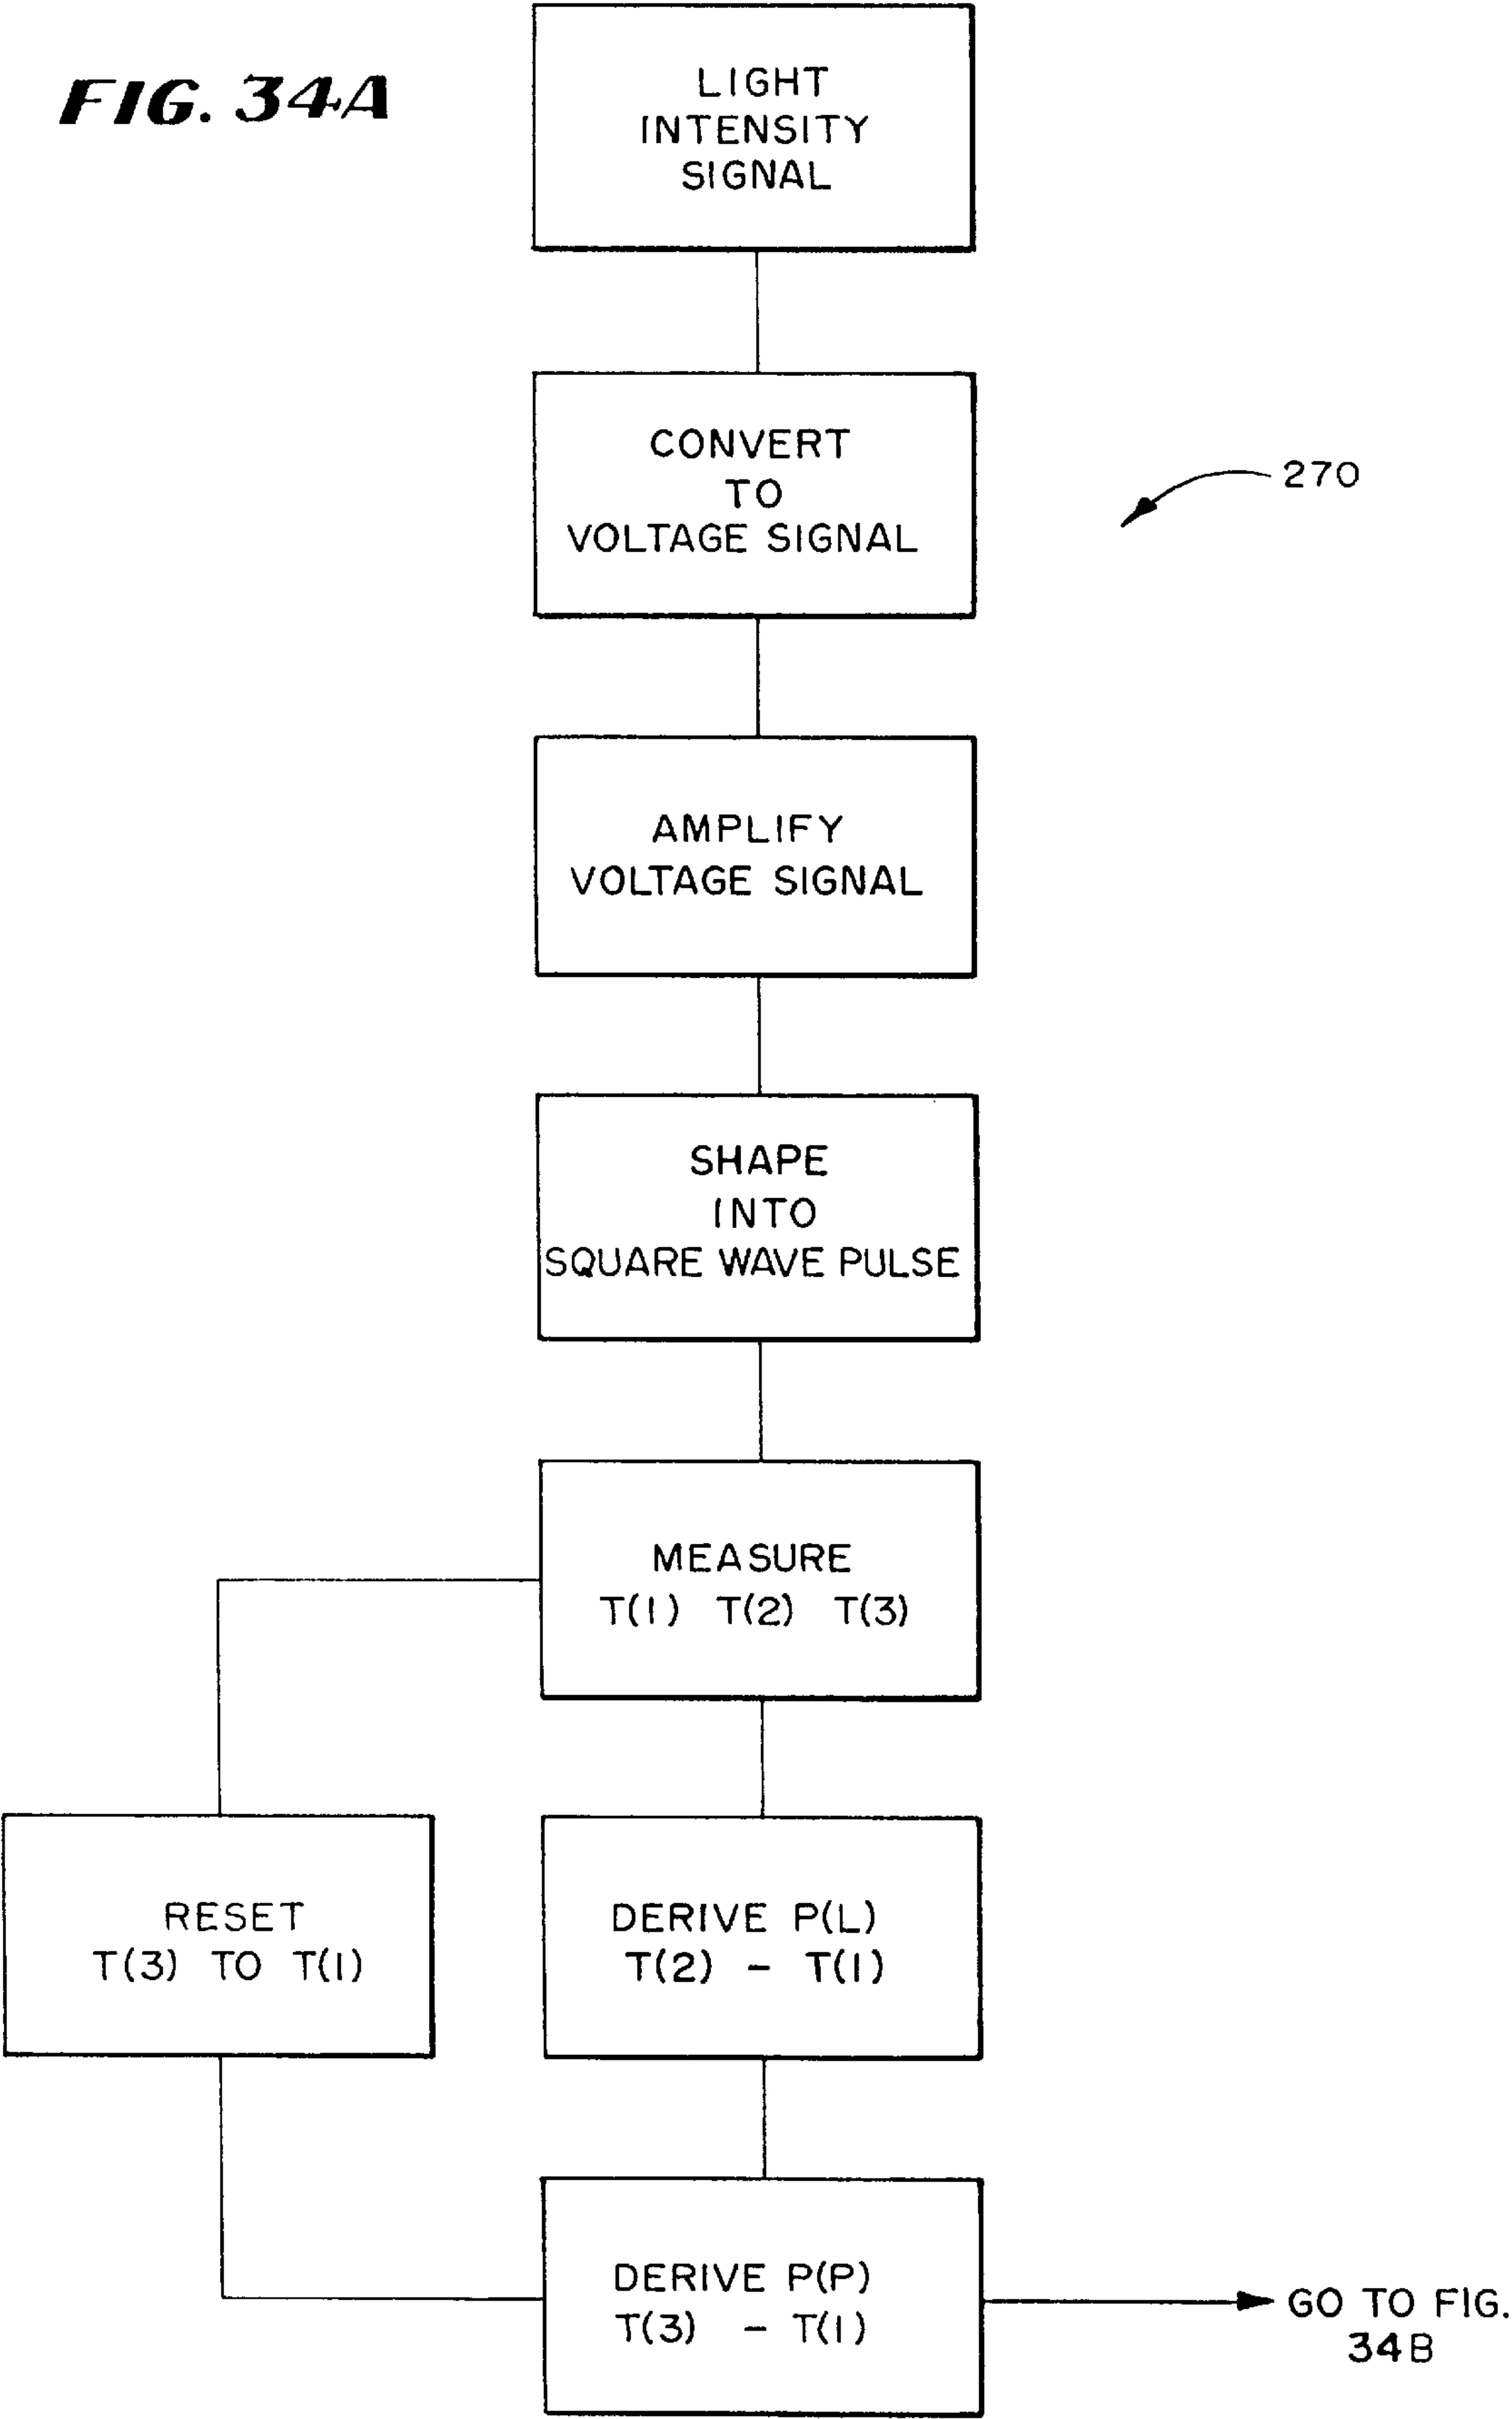 FIG. 34A
LIGHT
INTENSITY
SIGNAL
CONVERT
TO
VOLTAGE SIGNAL
270
AMPLIFY
VOLTAGE SIGNAL
SHAPE
INTO
SQUARE WAVE PULSE
MEASURE
T(1) T(2) T(3)
RESET
T(3) TO T(1)
DERIVE P(L)
T(2) - T(1)
DERIVE P(P)
T(3) - T(1)
GO TO FIG.
34B